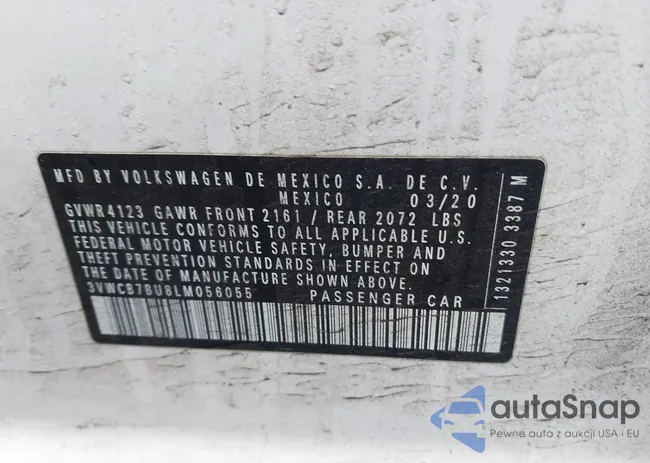 MFD BY VOLKSWAGEN DE MEXICO S.A. DE C.V.
MEXICO 03/20
GVWR 4123 GAWR FRONT 2161 / REAR 2072 LBS
THIS VEHICLE CONFORMS TO ALL APPLICABLE U.S.
FEDERAL MOTOR VEHICLE SAFETY, BUMPER AND
THEFT PREVENTION STANDARDS IN EFFECT ON
THE DATE OF MANUFACTURE SHOWN ABOVE.
3VWCB7BU8LM056055 PASSENGER CAR
1321330 3387 M
autaSnap
Pewne auta z aukcji USA i EU